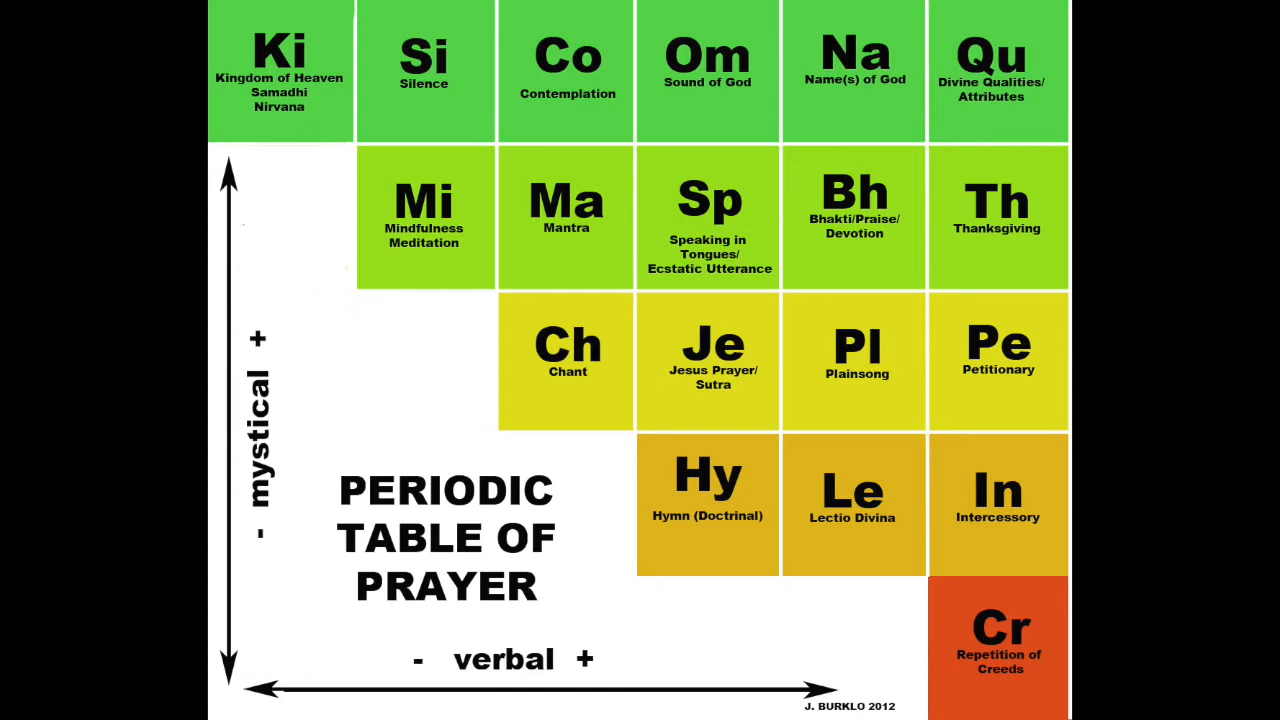 Ki
Kingdom of Heaven
Samadhi
Nirvana
Si
Silence
Co
Contemplation
Om
Sound of God
Na
Name(s) of God
Qu
Divine Qualities/
Attributes
Mi
Mindfulness
Meditation
Ma
Mantra
Sp
Speaking in
Tongues/
Ecstatic Utterance
Bh
Bhakti/Praise/
Devotion
Th
Thanksgiving
Ch
Chant
Je
Jesus Prayer/
Sutra
Pl
Plainsong
Pe
Petitionary
Hy
Hymn (Doctrinal)
Le
Lectio Divina
In
Intercessory
Cr
Repetition of
Creeds
- mystical +
PERIODIC
TABLE OF
PRAYER
- verbal +
J. BURKLO 2012